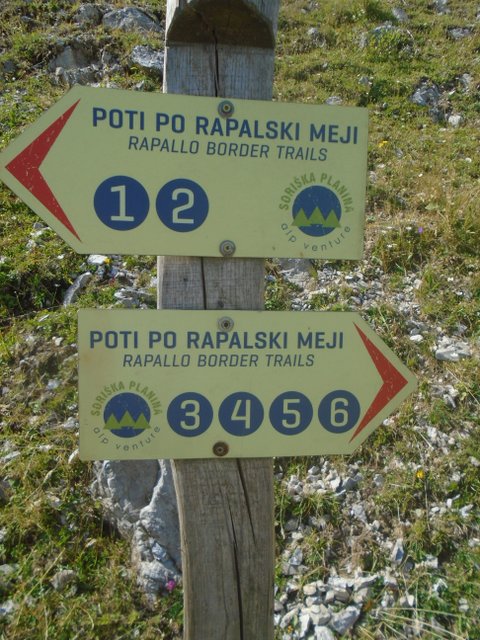 POTI PO RAPALSKI MEJI
RAPALLO BORDER TRAILS
1 2
SORIŠKA PLANINA
alp venture
POTI PO RAPALSKI MEJI
RAPALLO BORDER TRAILS
SORIŠKA PLANINA
alp venture
3 4 5 6